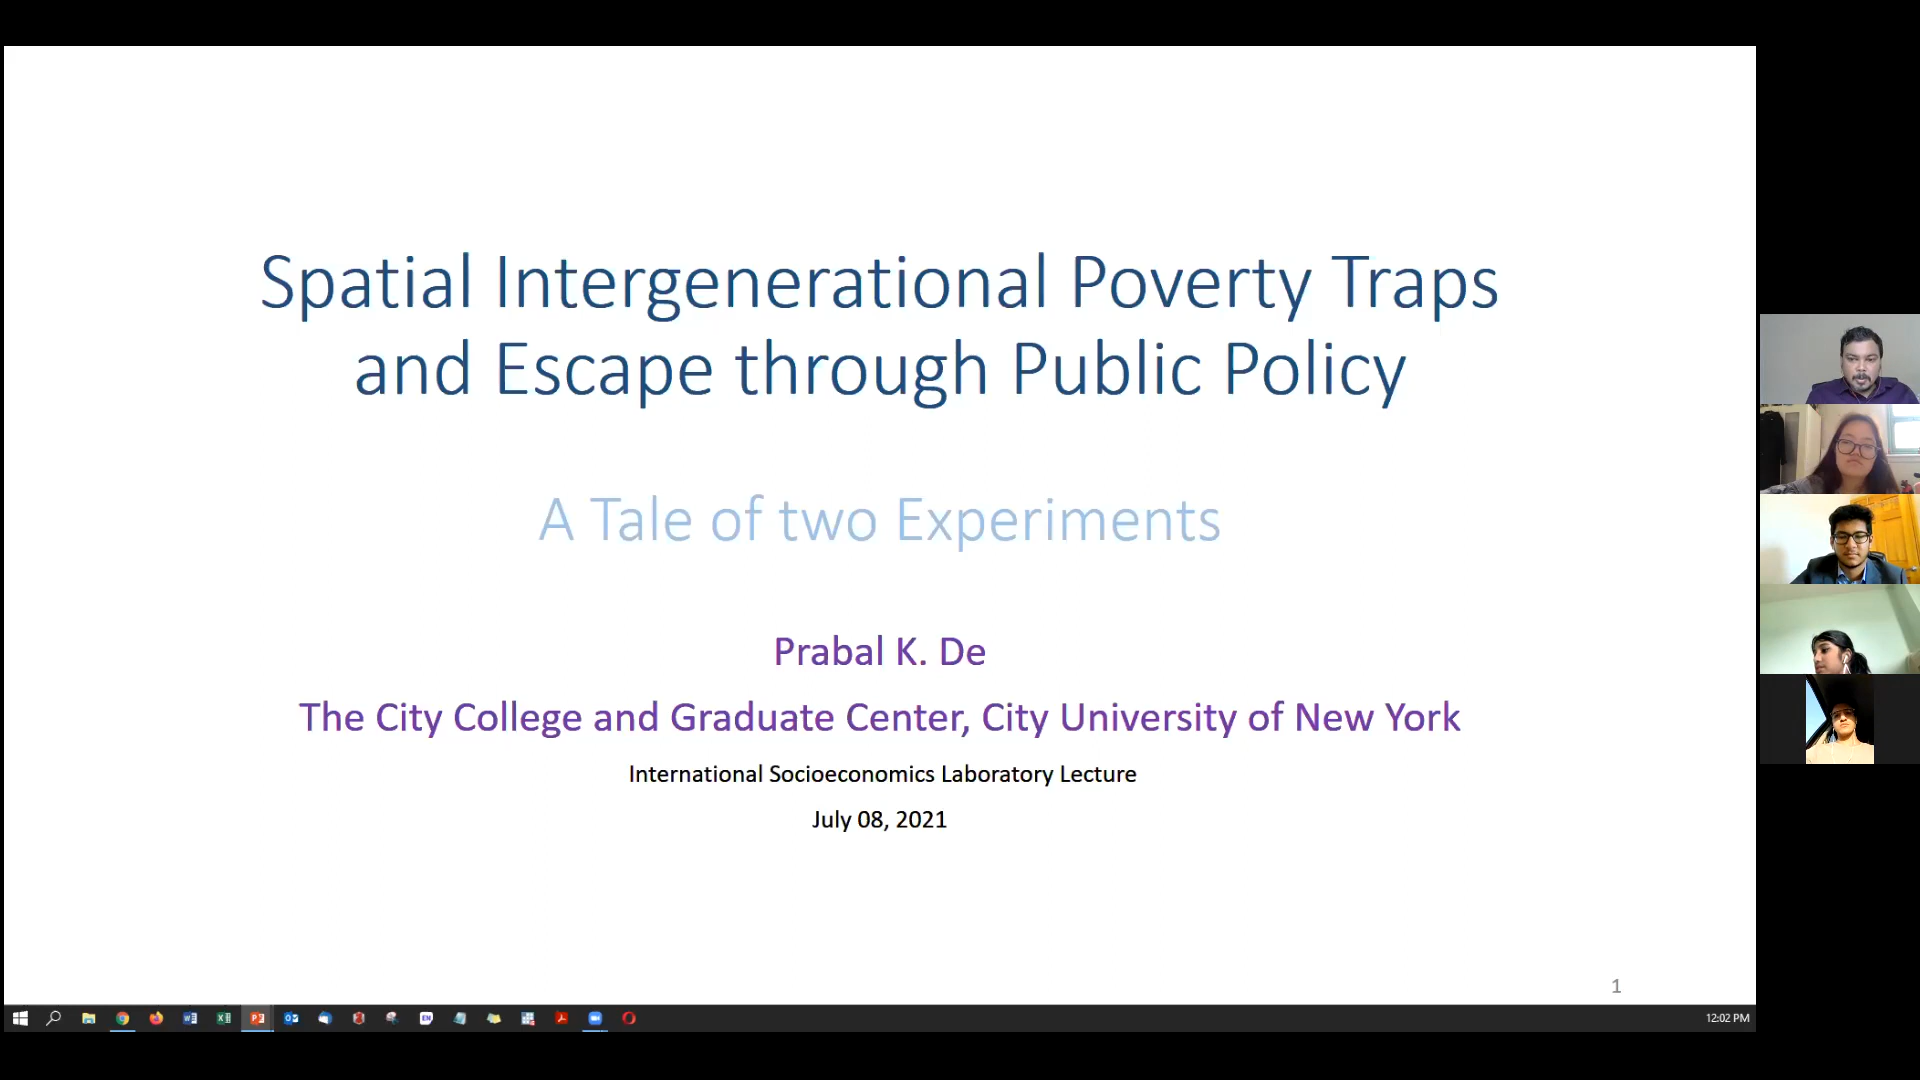 Spatial Intergenerational Poverty Traps
and Escape through Public Policy
A Tale of two Experiments
Prabal K. De
The City College and Graduate Center, City University of New York
International Socioeconomics Laboratory Lecture
July 08, 2021
1
12:02 PM